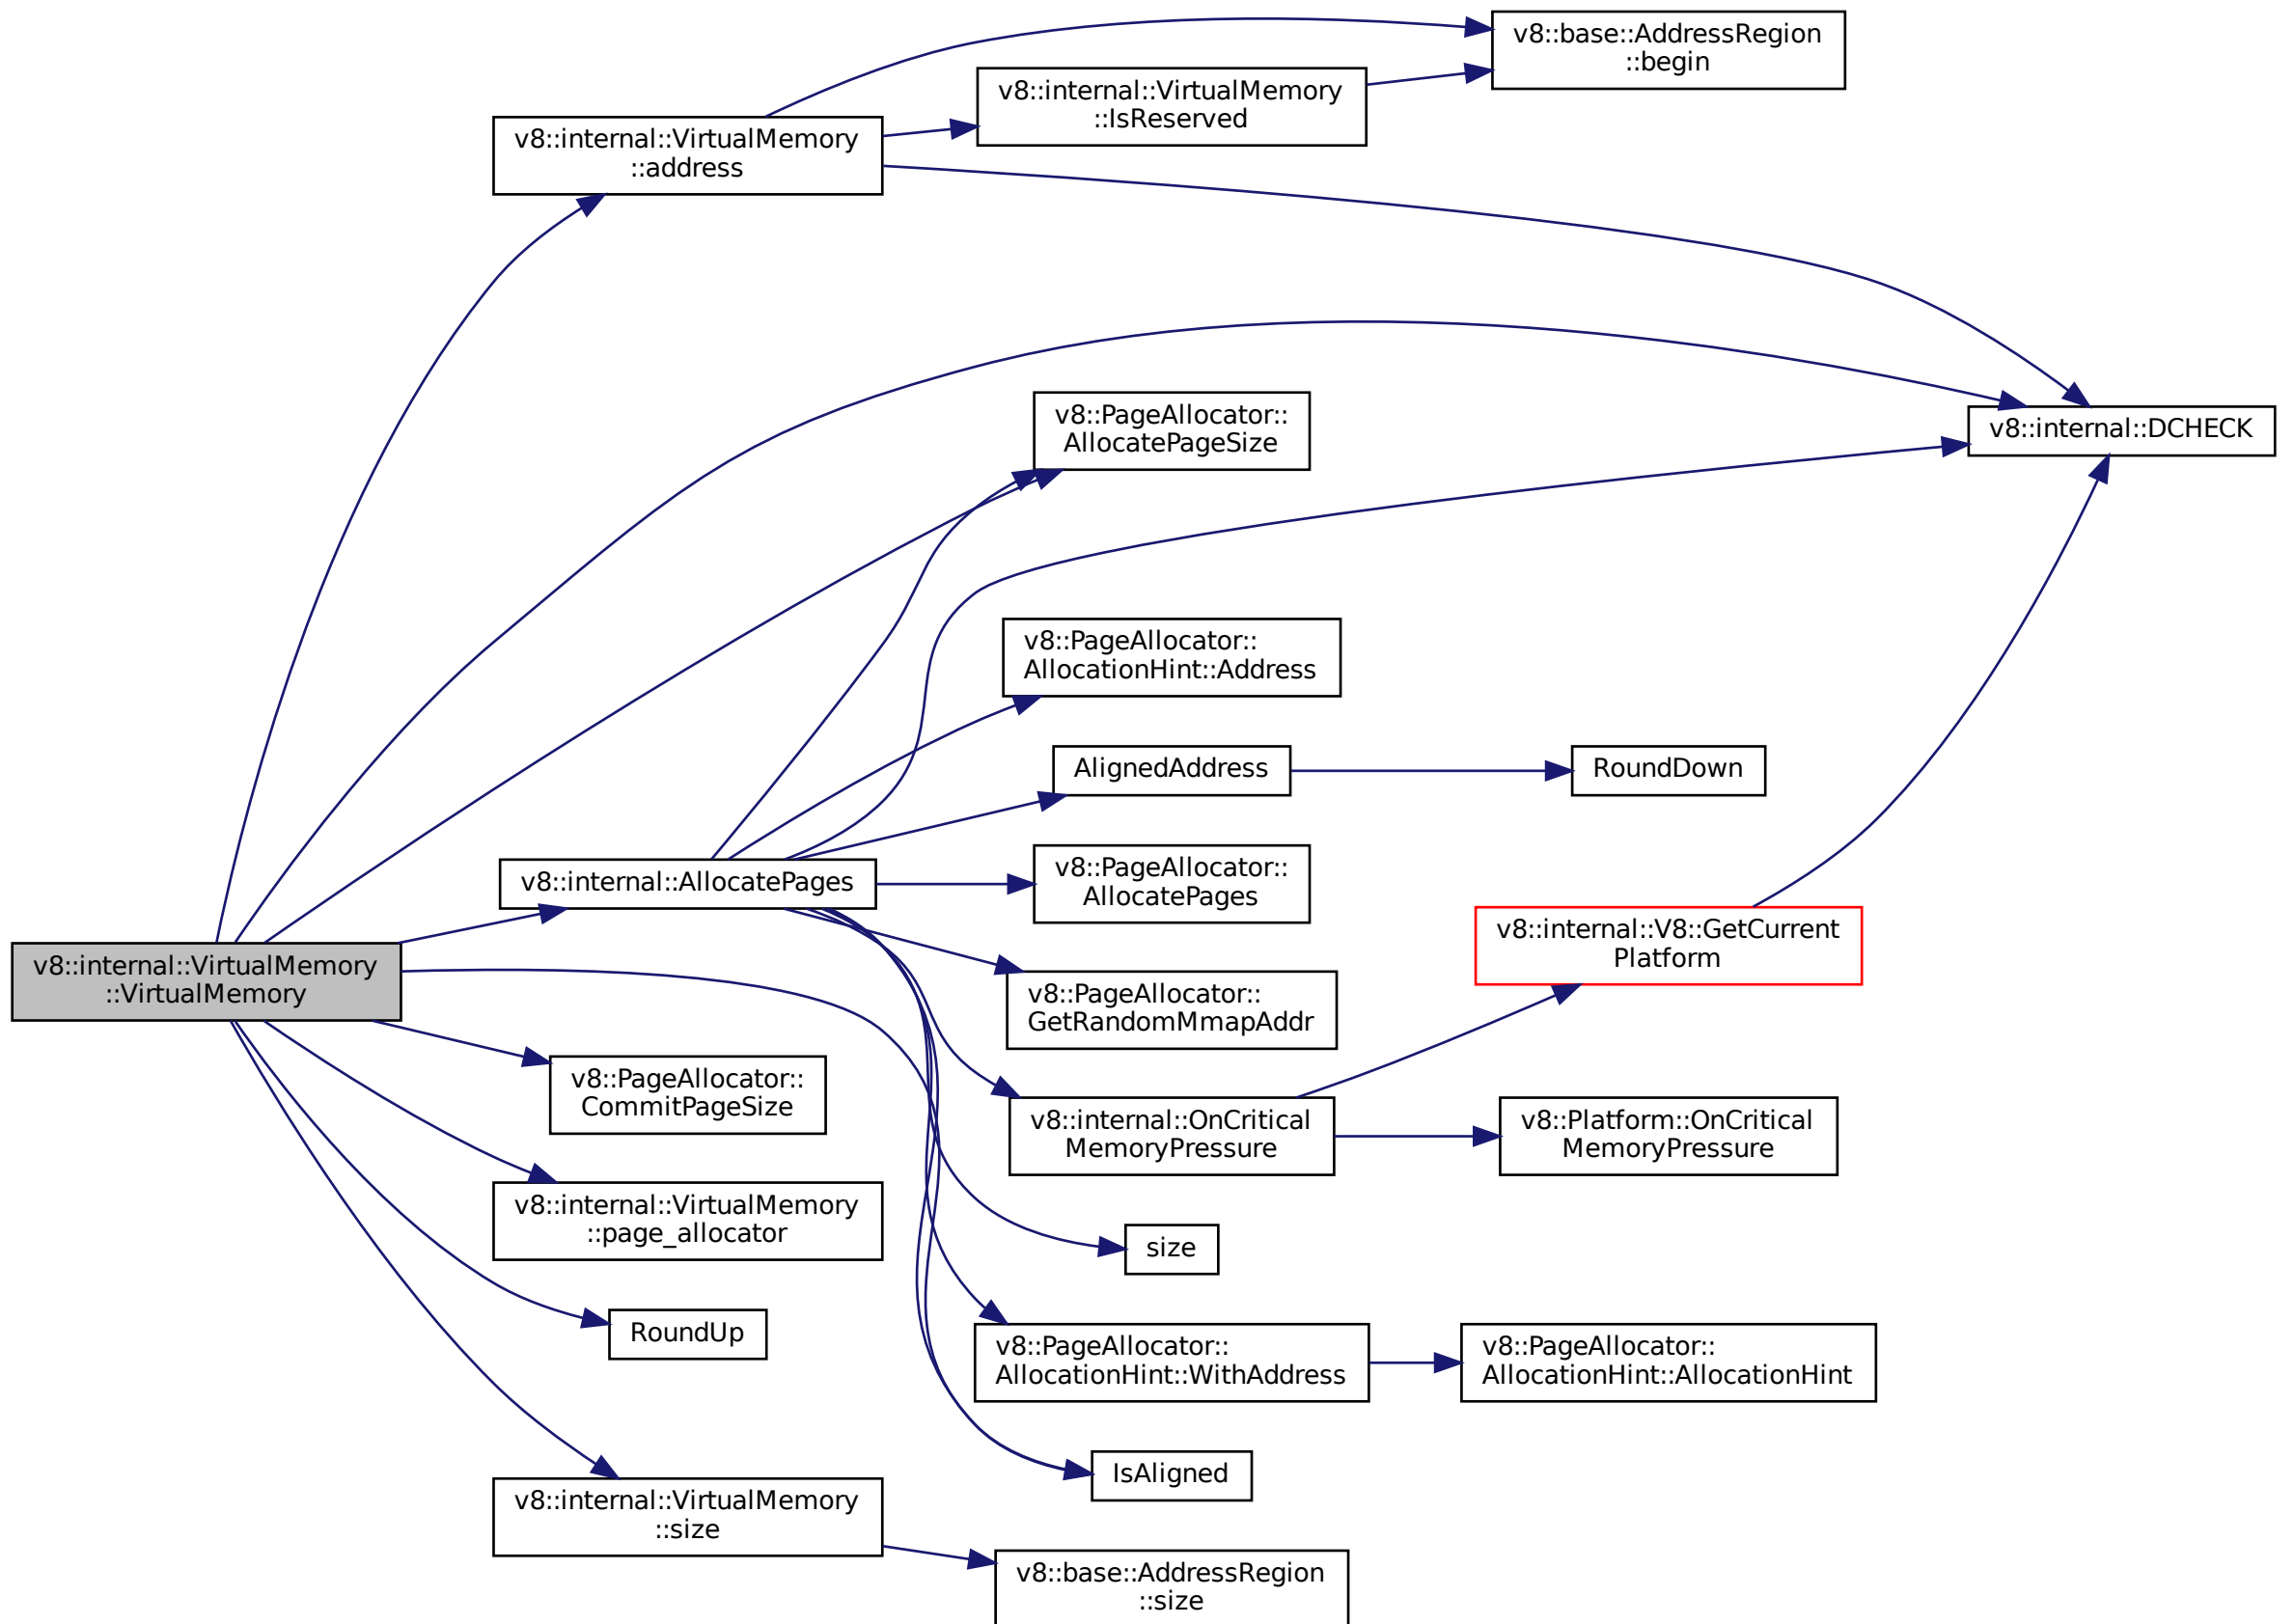 v8::base::AddressRegion
::begin
v8::internal::VirtualMemory
::IsReserved
v8::internal::VirtualMemory
::address
v8::PageAllocator::
AllocatePageSize
v8::internal::DCHECK
v8::PageAllocator::
AllocationHint::Address
AlignedAddress
RoundDown
v8::internal::AllocatePages
v8::PageAllocator::
AllocatePages
v8::internal::V8::GetCurrent
Platform
v8::internal::VirtualMemory
::VirtualMemory
v8::PageAllocator::
GetRandomMmapAddr
v8::PageAllocator::
CommitPageSize
v8::internal::OnCritical
MemoryPressure
v8::Platform::OnCritical
MemoryPressure
v8::internal::VirtualMemory
::page_allocator
size
RoundUp
v8::PageAllocator::
AllocationHint::WithAddress
v8::PageAllocator::
AllocationHint::AllocationHint
IsAligned
v8::internal::VirtualMemory
::size
v8::base::AddressRegion
::size